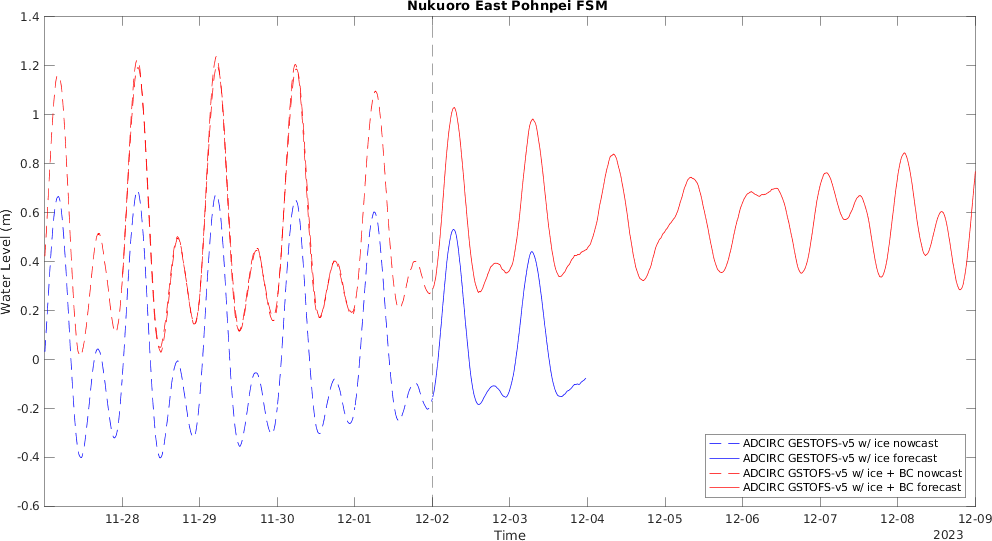 Nukuoro East Pohnpei FSM
1.4
1.2
1
0.8
0.6
0.4
0.2
0
-0.2
-0.4
-0.6
Water Level (m)
ADCIRC GESTOFS-v5 w/ ice nowcast
ADCIRC GESTOFS-v5 w/ ice forecast
ADCIRC GSTOFS-v5 w/ ice + BC nowcast
ADCIRC GSTOFS-v5 w/ ice + BC forecast
11-28 11-29 11-30 12-01 12-02 12-03 12-04 12-05 12-06 12-07 12-08 12-09
Time
2023